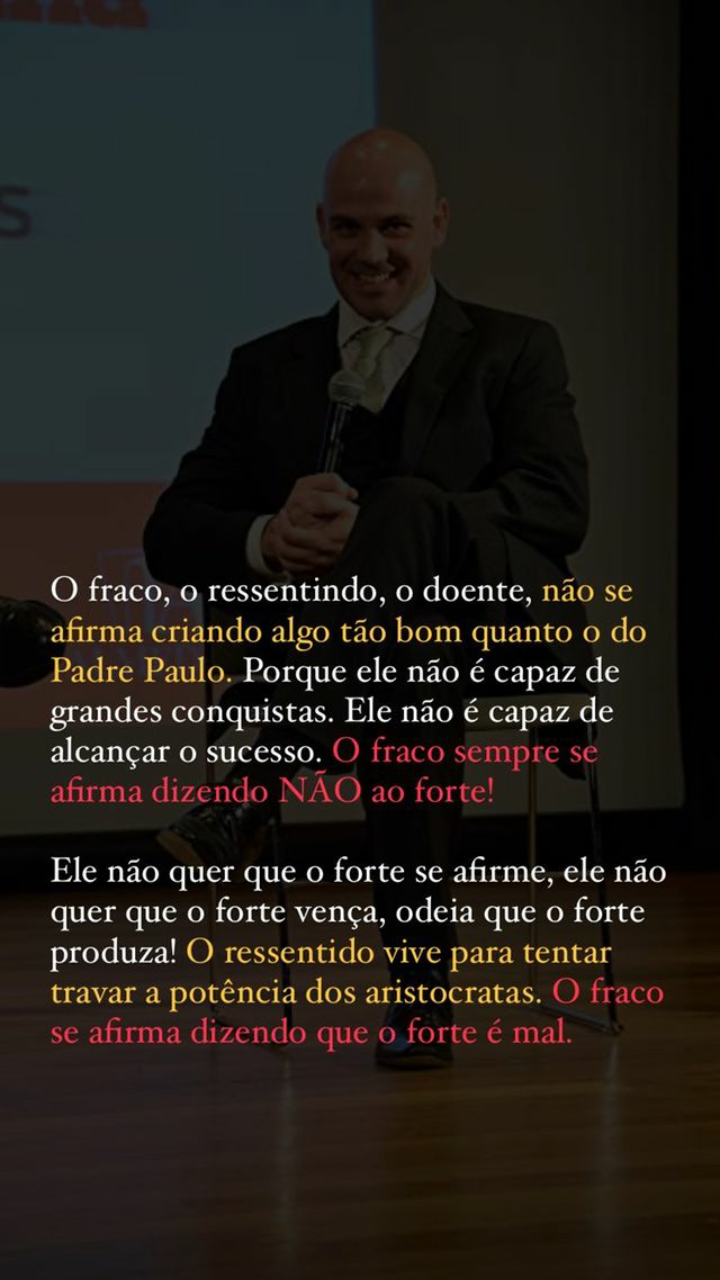 S
O fraco, o ressentindo, o doente, não se
afirma criando algo tão bom quanto o do
Padre Paulo. Porque ele não é capaz de
grandes conquistas. Ele não é capaz de
alcançar o sucesso. O fraco sempre se
afirma dizendo NÃO ao forte!
Ele não quer que o forte se afirme, ele não
quer que o forte vença, odeia que o forte
produza! O ressentido vive para tentar
travar a potência dos aristocratas. O fraco
se afirma dizendo que o forte é mal.